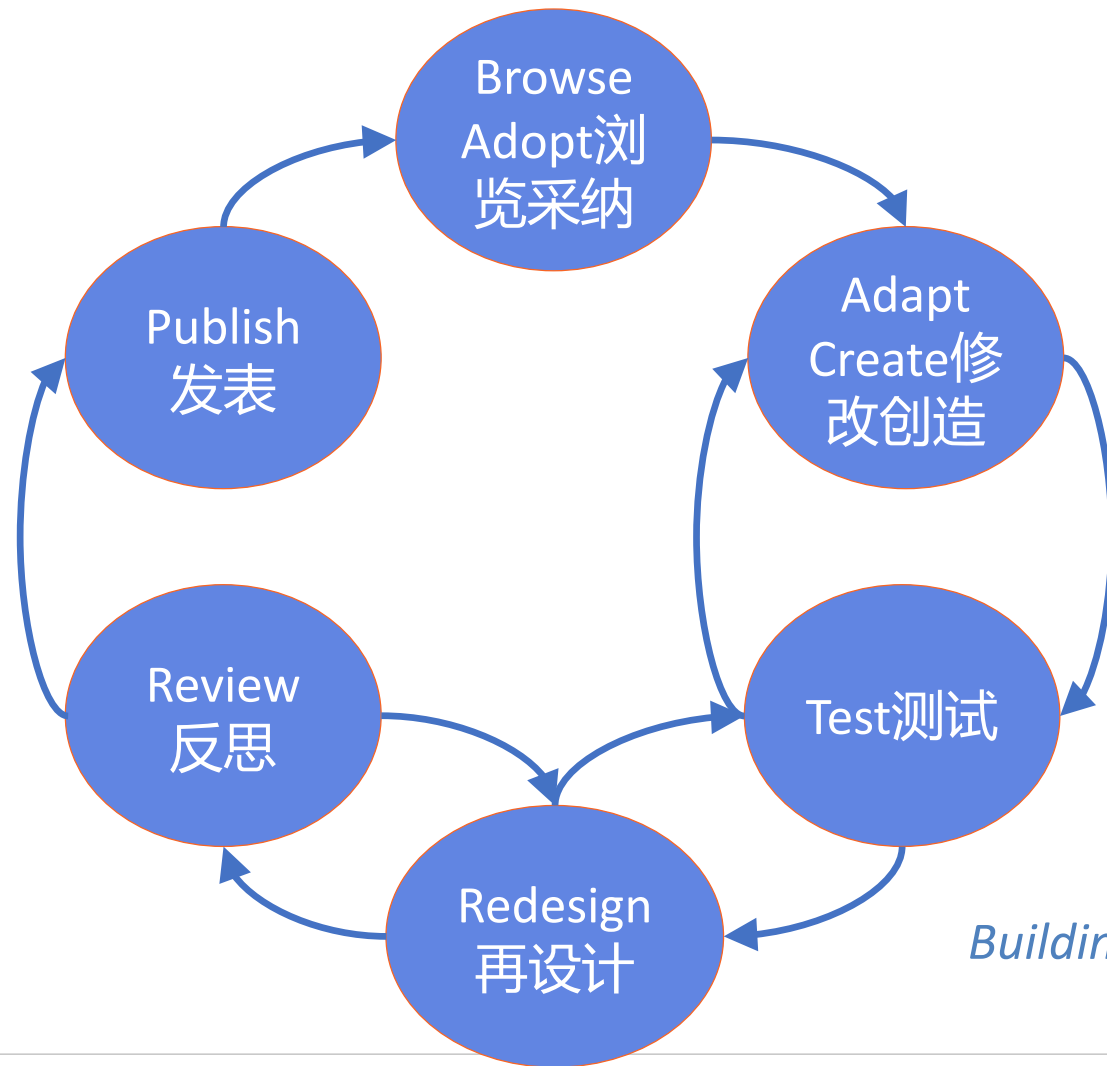 Browse
Adopt浏
览采纳
Adapt
Create修
改创造
Publish
发表
Review
反思
Test测试
Redesign
再设计
Buildin